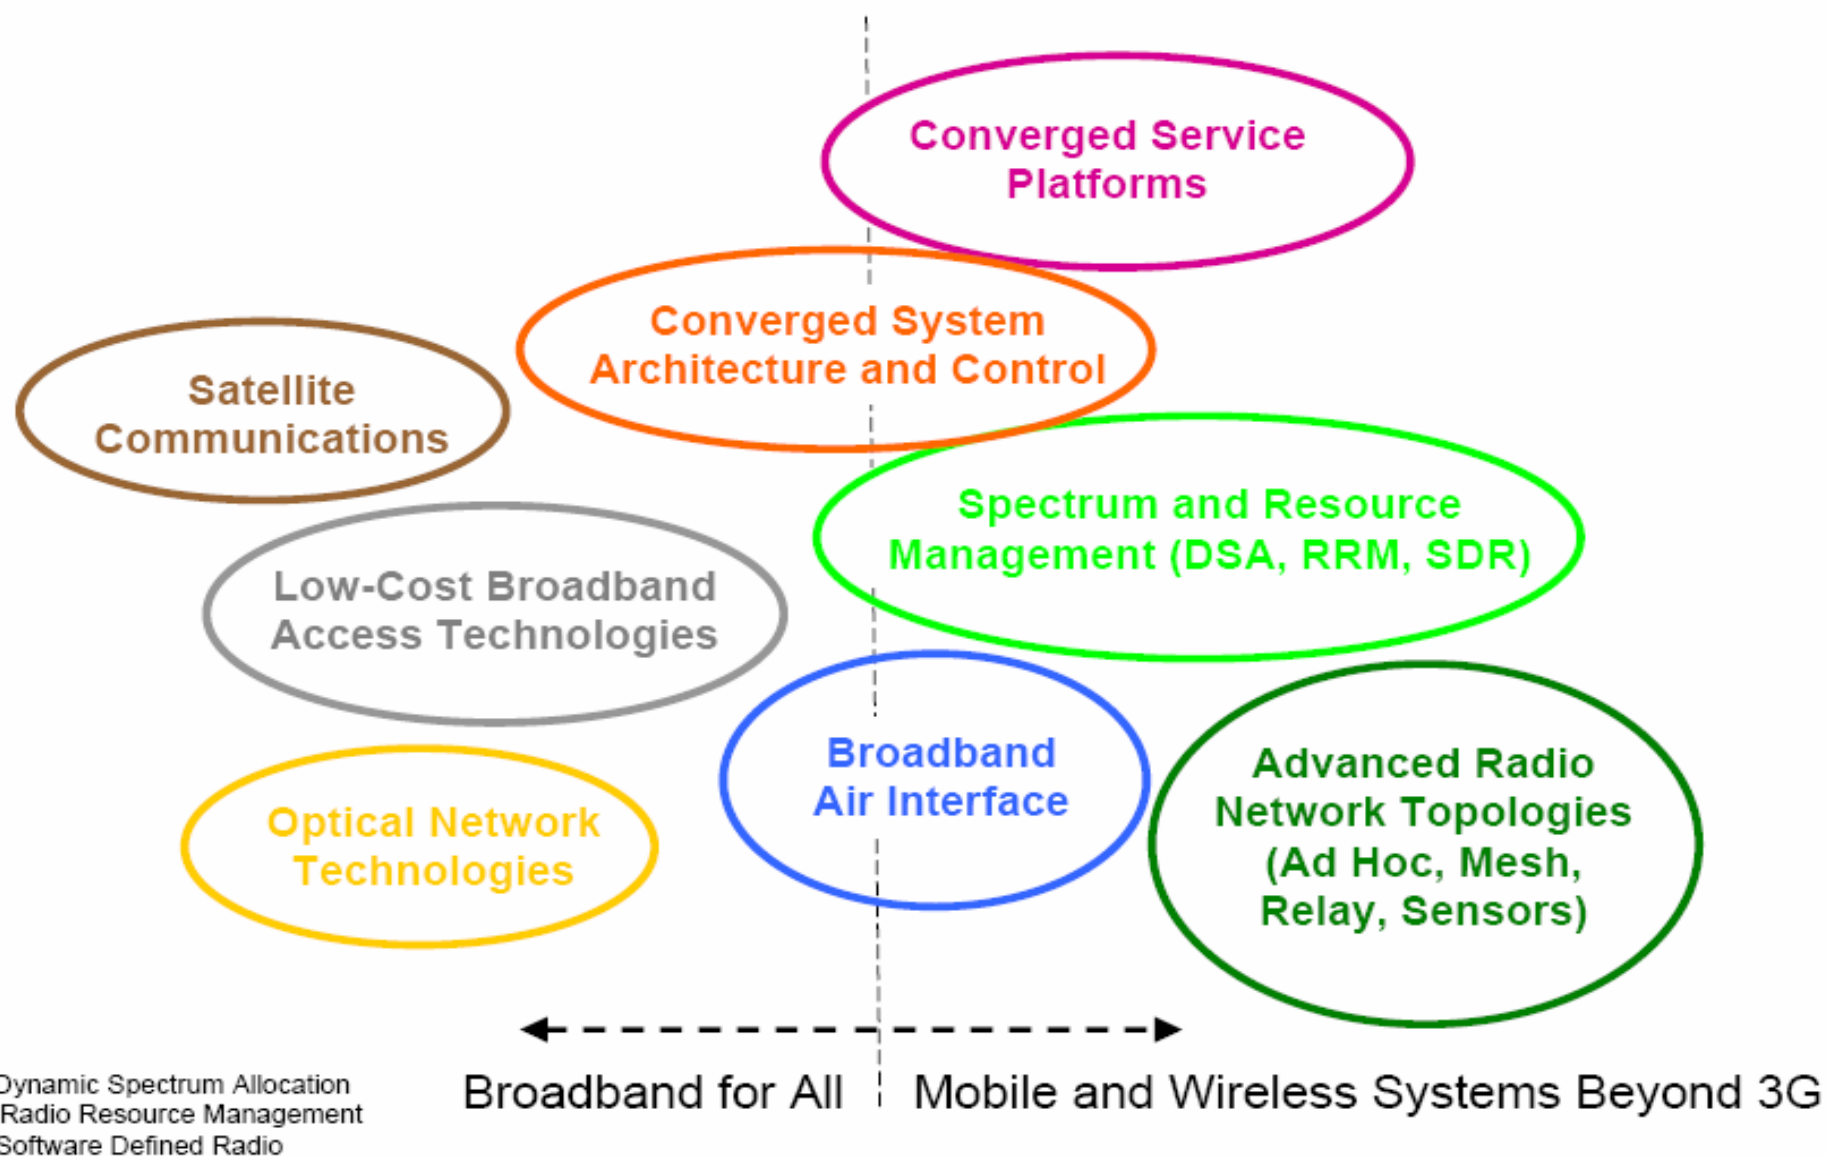 Converged Service
Platforms
Converged System
Architecture and Control
Satellite
Communications
Spectrum and Resource
Management (DSA, RRM, SDR)
Low-Cost Broadband
Access Technologies
Broadband
Air Interface
Advanced Radio
Network Topologies
(Ad Hoc, Mesh,
Relay, Sensors)
Optical Network
Technologies
Broadband for All
Mobile and Wireless Systems Beyond 3G
Dynamic Spectrum Allocation
Radio Resource Management
Software Defined Radio